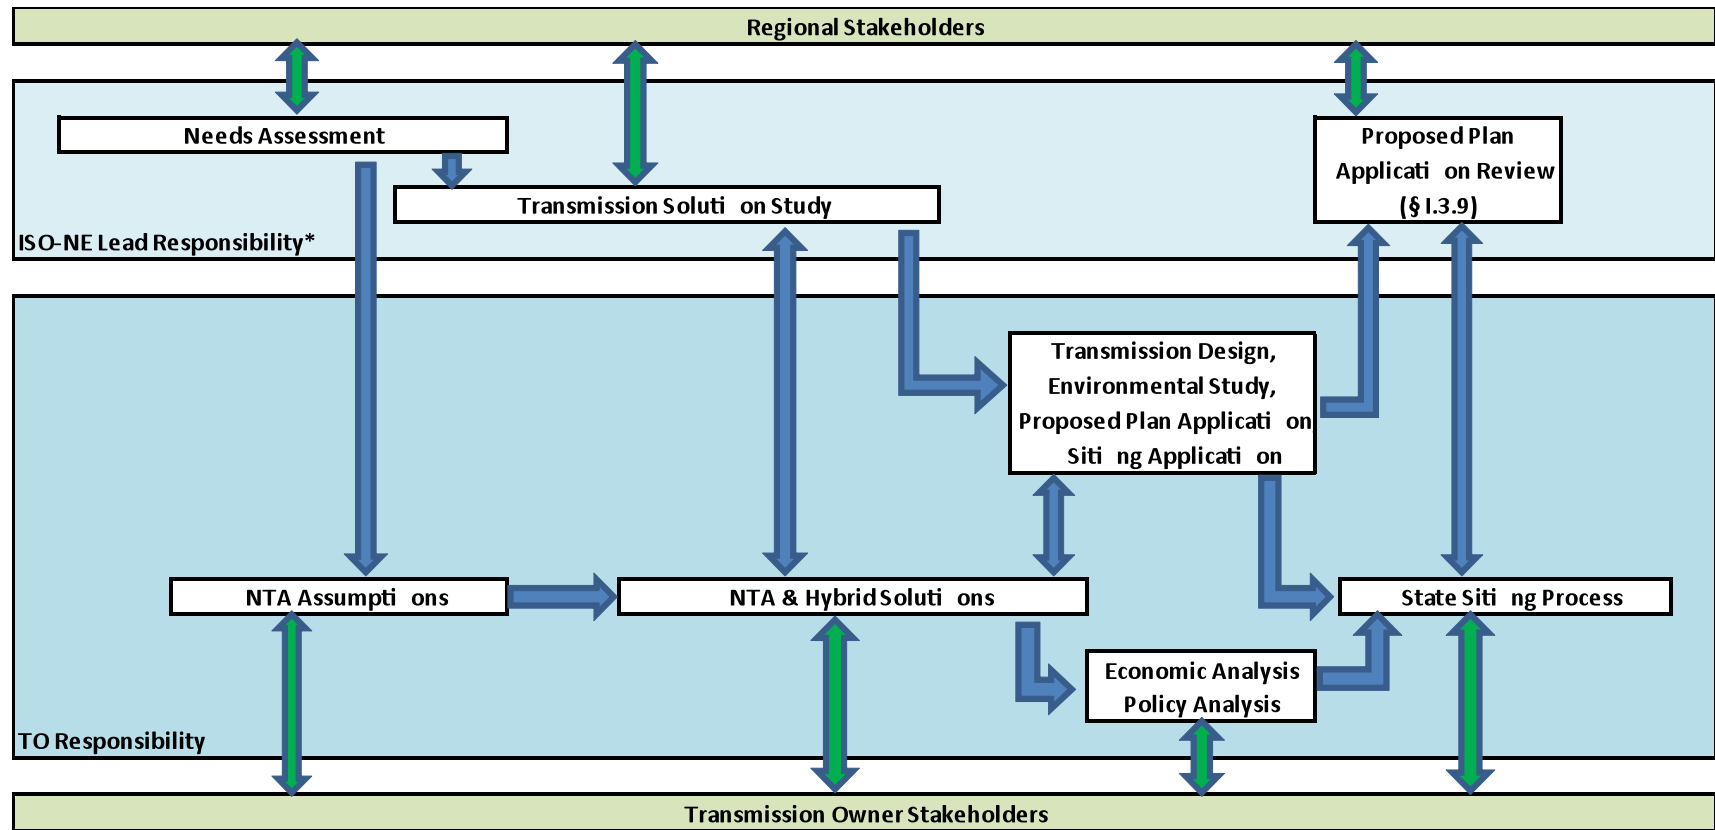 Regional Stakeholders
Needs Assessment
Transmission Soluti on Study
Proposed Plan
Applicati on Review
(§ I.3.9)
ISO-NE Lead Responsibility*
Transmission Design,
Environmental Study,
Proposed Plan Applicati on
Siti ng Applicati on
NTA Assumpti ons
NTA & Hybrid Soluti ons
State Siti ng Process
Economic Analysis
Policy Analysis
TO Responsibility
Transmission Owner Stakeholders